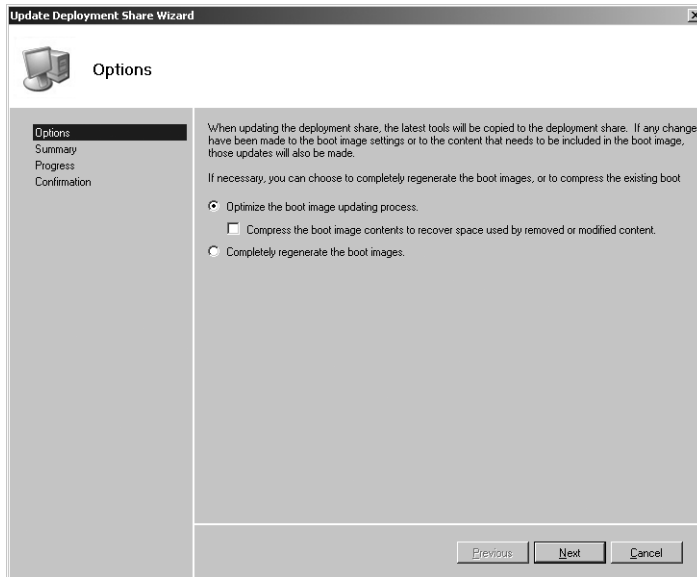 Update Deployment Share Wizard
Options
Options
Summary
Progress
Confirmation
When updating the deployment share, the latest tools will be copied to the deployment share. If any change
have been made to the boot image settings or to the content that needs to be included in the boot image,
those updates will also be made.
If necessary, you can choose to completely regenerate the boot images, or to compress the existing boot
Optimize the boot image updating process.
Compress the boot image contents to recover space used by removed or modified content.
Completely regenerate the boot images.
Previous
Next
Cancel